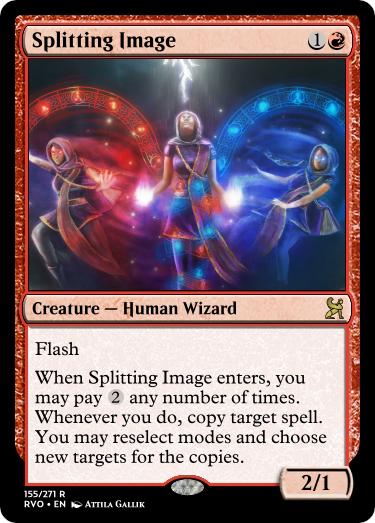 Splitting Image 1
Creature — Human Wizard
Flash
When Splitting Image enters, you
may pay 2 any number of times.
Whenever you do, copy target spell.
You may reselect modes and choose
new targets for the copies.
155/271 R
RVO • EN Attila Gallik
2/1